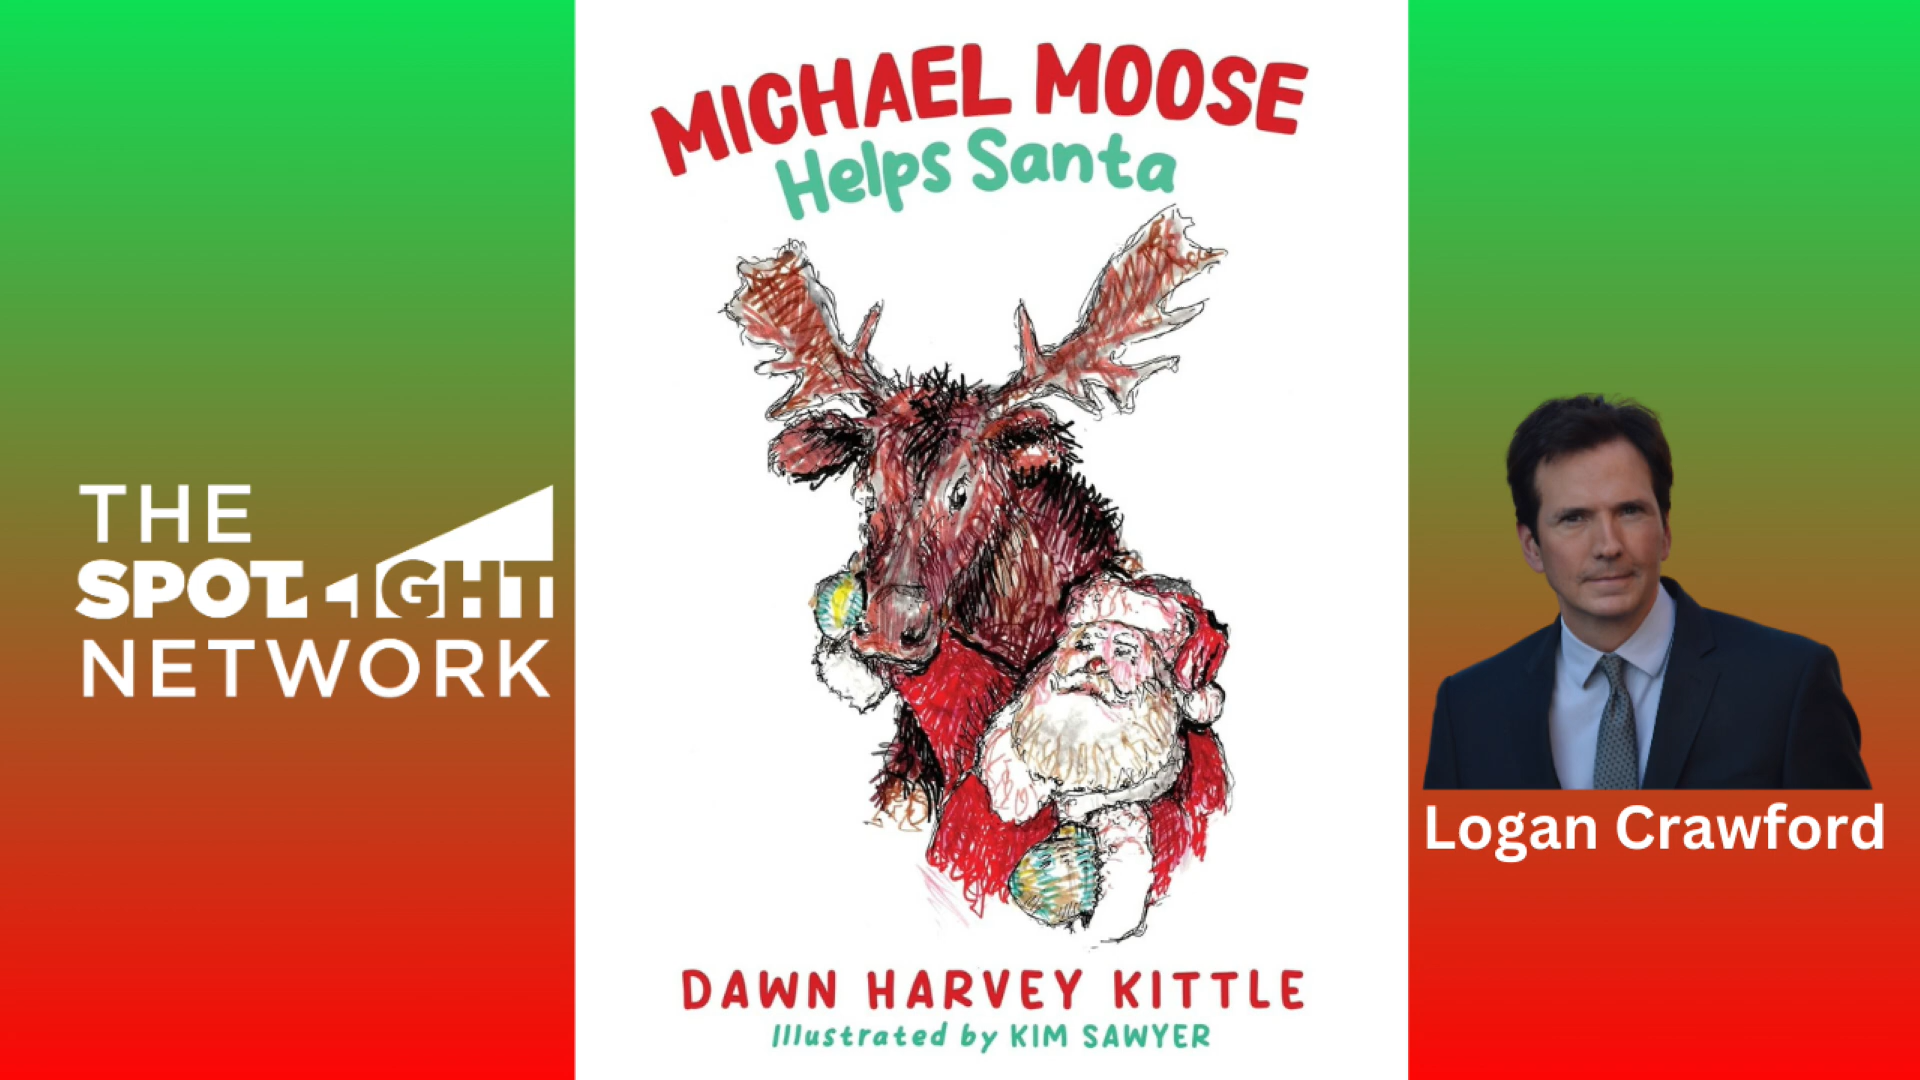 THE
SPOTLIGHT
NETWORK
MICHAEL MOOSE
Helps Santa
DAWN HARVEY KITTLE
Illustrated by KIM SAWYER
Logan Crawford